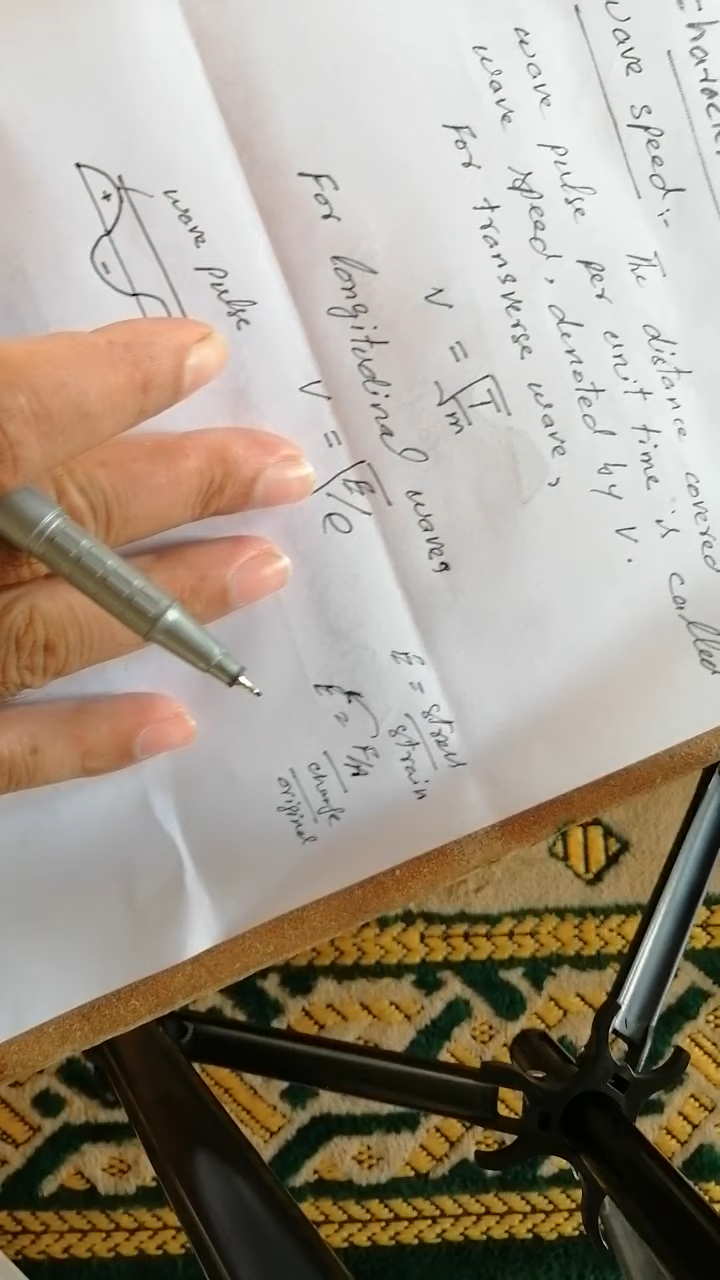 wave speed:- The distance covered
wave pulse per unit time is called
wave speed, denoted by v.
For transverse wave,
v = √T/m
For longitudinal waves
v = √E/e
E = stress/strain
E = F/A / change/original
wave pulse
+ -